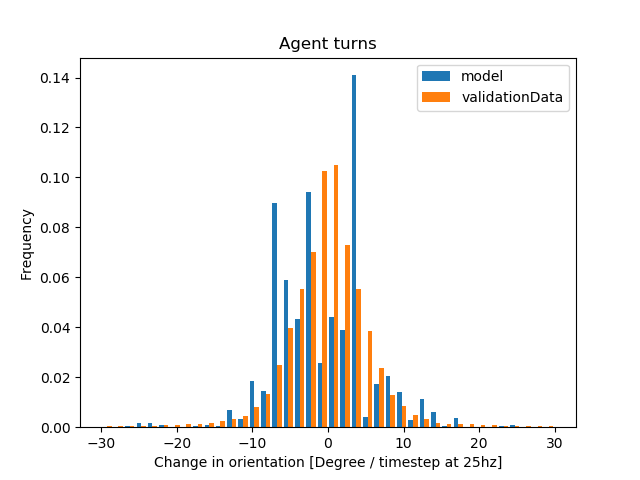 Agent turns
model
validationData
0.14
0.12
0.10
0.08
0.06
0.04
0.02
0.00
Frequency
−30 −20 −10 0 10 20 30
Change in orientation [Degree / timestep at 25hz]